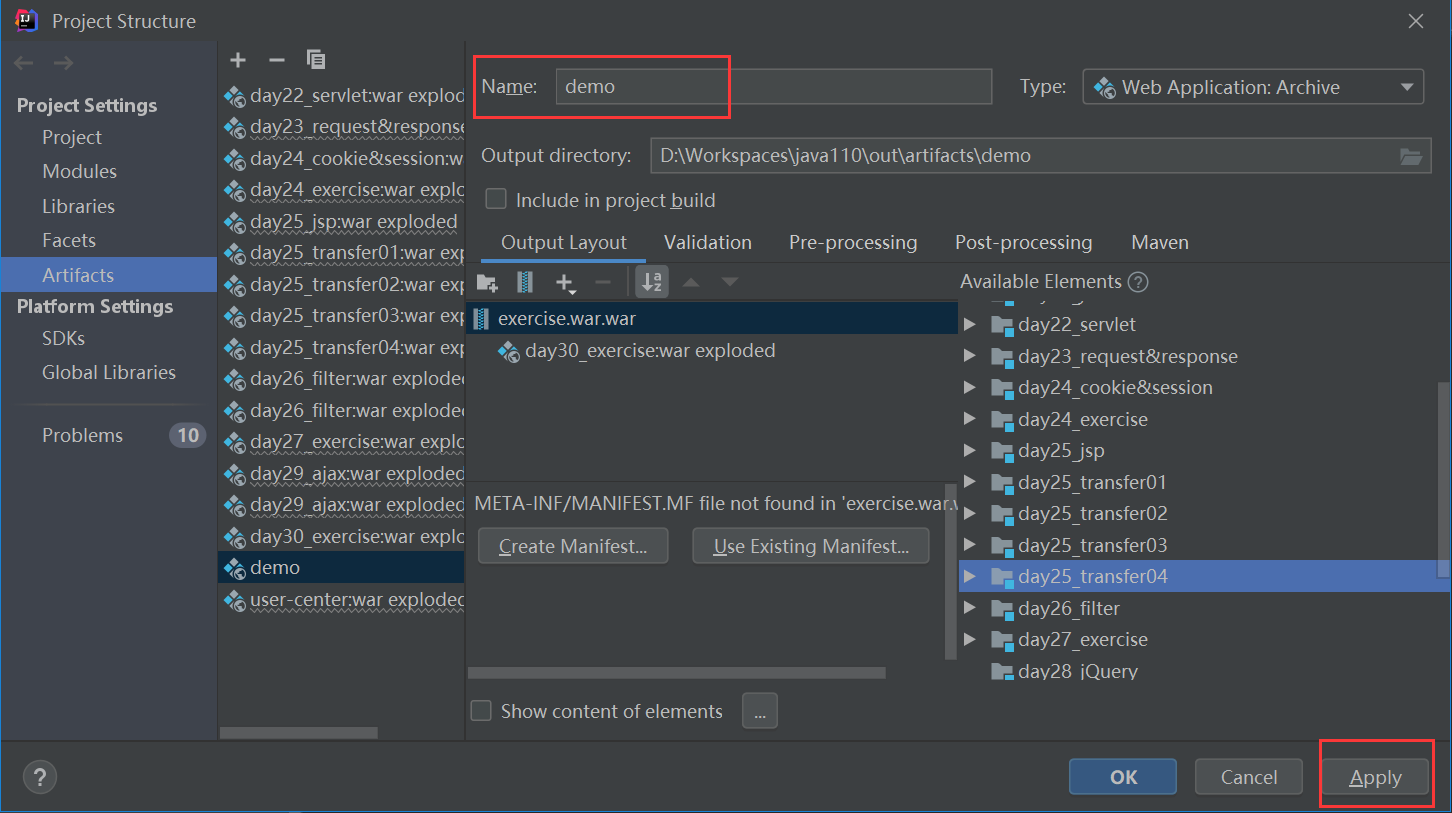 Project Structure
Project Settings
Project
Modules
Libraries
Facets
Artifacts
Platform Settings
SDKs
Global Libraries
Problems 10
day22_servlet:war explod
day23_request&response
day24_cookie&session:wa
day24_exercise:war explo
day25_jsp:war exploded
day25_transfer01:war exp
day25_transfer02:war exp
day25_transfer03:war exp
day25_transfer04:war exp
day26_filter:war exploded
day26_filter:war exploded
day27_exercise:war explo
day29_ajax:war exploded
day29_ajax:war exploded
day30_exercise:war explo
demo
user-center:war exploded
Name: demo Type: Web Application: Archive
Output directory: D:\Workspaces\java110\out\artifacts\demo
Include in project build
Output Layout Validation Pre-processing Post-processing Maven
Available Elements ?
exercise.war.war
day30_exercise:war exploded
META-INF/MANIFEST.MF file not found in 'exercise.war.w
Create Manifest... Use Existing Manifest...
Show content of elements ...
day22_servlet
day23_request&response
day24_cookie&session
day24_exercise
day25_jsp
day25_transfer01
day25_transfer02
day25_transfer03
day25_transfer04
day26_filter
day27_exercise
day28_jQuery
? OK Cancel Apply